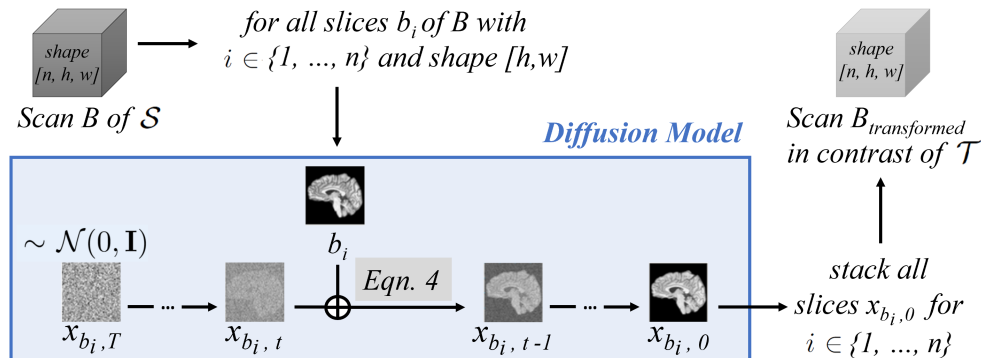 shape
[n, h, w]
Scan B of 𝒮
for all slices b_i of B with
i ∈ {1, ..., n} and shape [h,w]
shape
[n, h, w]
Scan B_transformed
in contrast of 𝒯
Diffusion Model
b_i
∼ 𝒩(0, I)
Eqn. 4
...
...
x_{b_i, T}
x_{b_i, t}
x_{b_i, t-1}
x_{b_i, 0}
stack all
slices x_{b_i,0} for
i ∈ {1, ..., n}